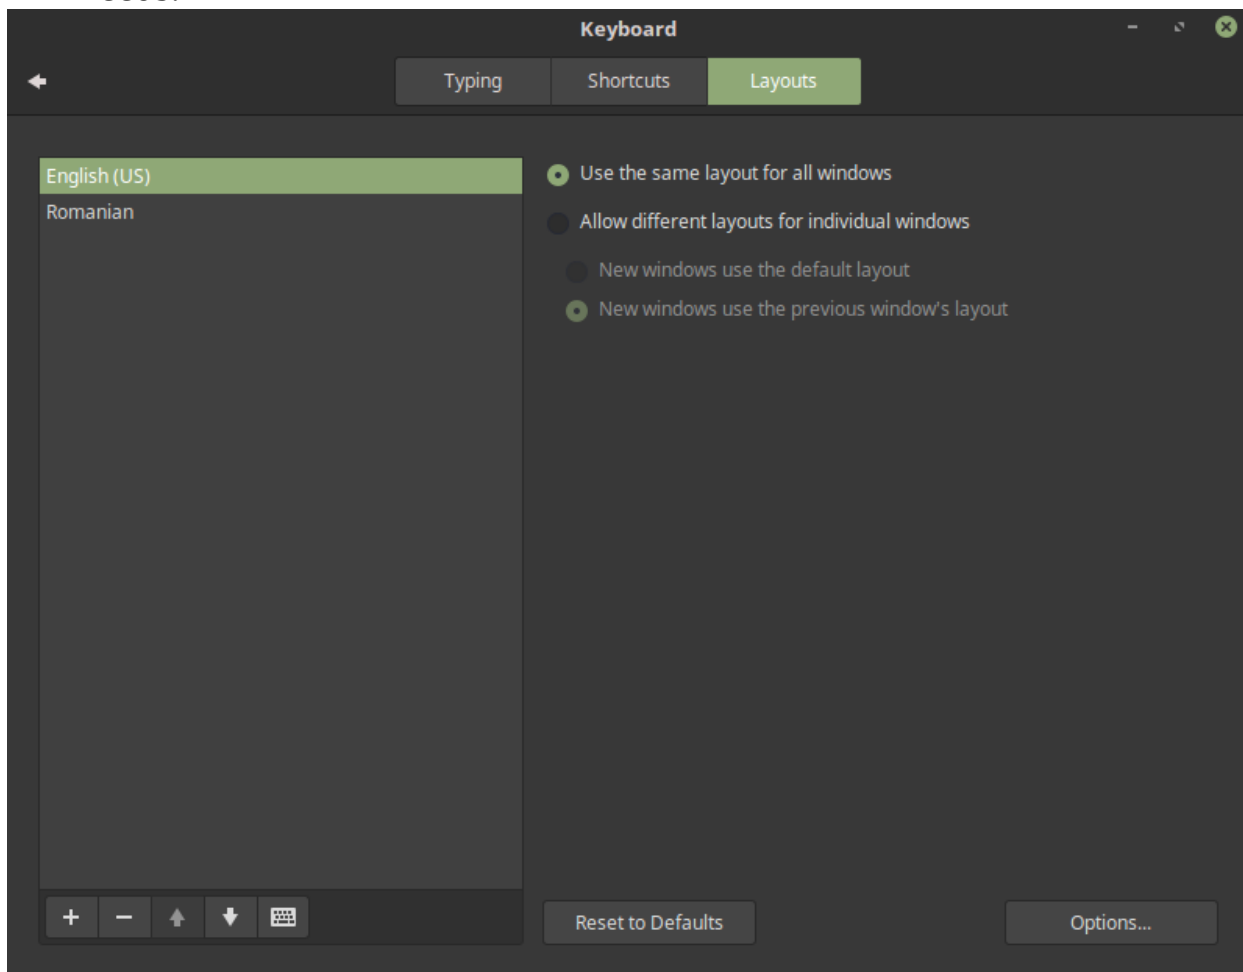 Keyboard
Typing
Shortcuts
Layouts
English (US)
Romanian
Use the same layout for all windows
Allow different layouts for individual windows
New windows use the default layout
New windows use the previous window's layout
Reset to Defaults
Options...